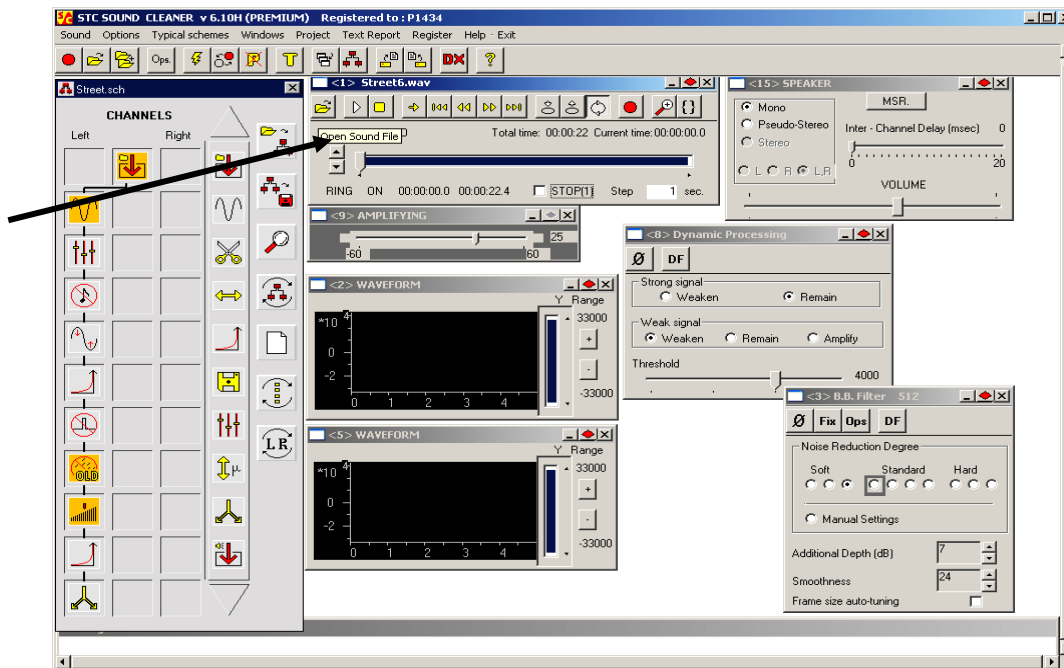 STC SOUND CLEANER v 6.10H (PREMIUM) Registered to : P1434
Sound Options Typical schemes Windows Project Text Report Register Help - Exit
Ops. T DX ?
Street.sch
CHANNELS
Left Right
OLD
μ
L R
<1> Street6.wav
Open Sound File
Total time: 00:00:22 Current time: 00:00:00.0
RING ON 00:00:00.0 00:00:22.4 STOP(1) Step 1 sec.
<9> AMPLIFYING
25
-60 60
<2> WAVEFORM
Y Range
*10 4 33000
0 +
-2 -
-33000
0 1 2 3 4
<5> WAVEFORM
Y Range
*10 4 33000
0 +
-2 -
-33000
0 1 2 3 4
<15> SPEAKER
Mono MSR.
Pseudo-Stereo Inter - Channel Delay (msec) 0
Stereo
L R L,R 0 20
VOLUME
<8> Dynamic Processing
Ø DF
Strong signal
Weaken Remain
Weak signal
Weaken Remain Amplify
Threshold
4000
<3> B.B. Filter 512
Ø Fix Ops DF
Noise Reduction Degree
Soft Standard Hard
Manual Settings
Additional Depth (dB) 7
Smoothness 24
Frame size auto-tuning